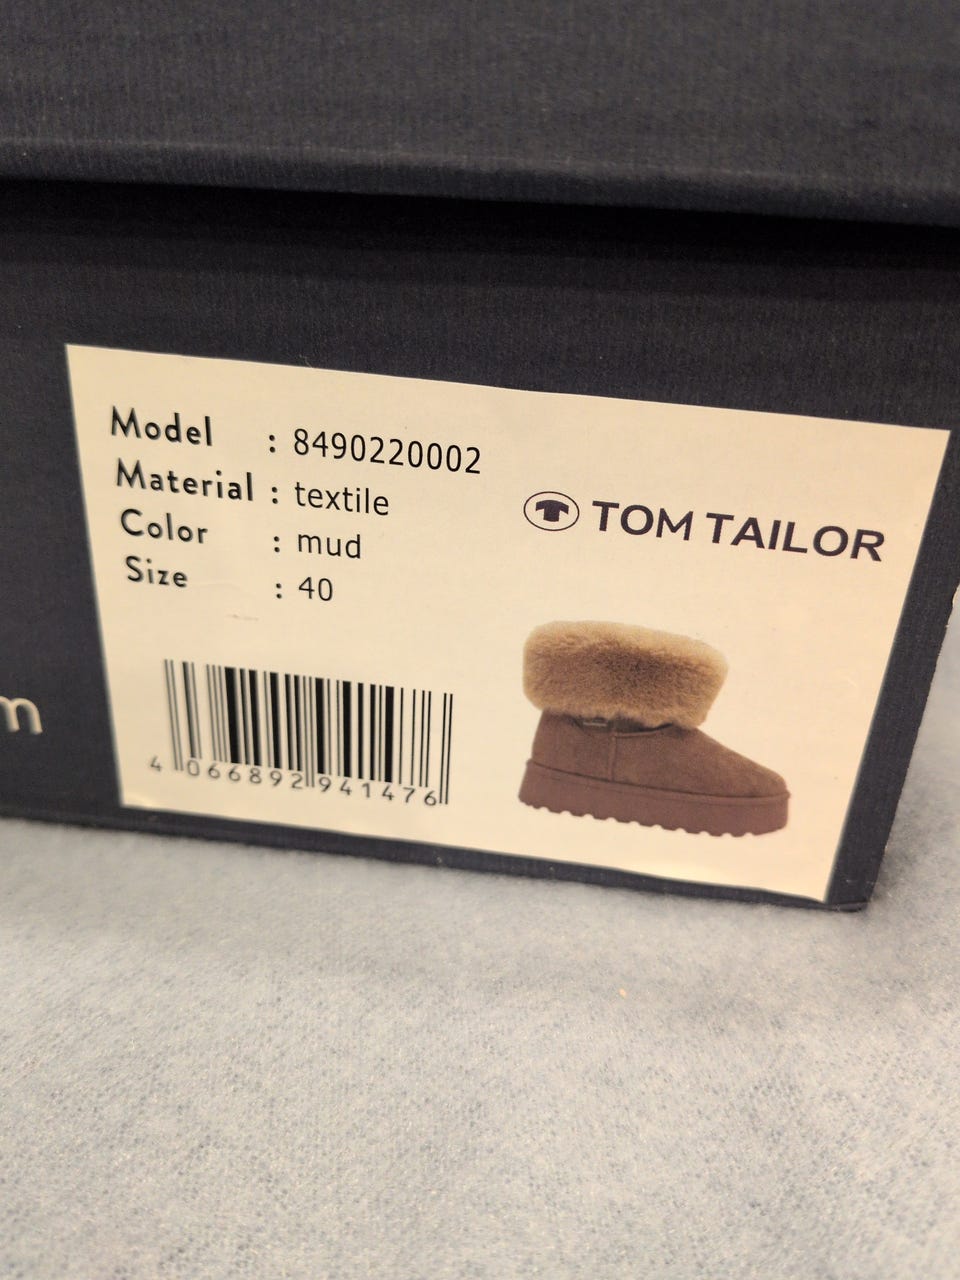 Model : 8490220002
Material : textile
Color : mud
Size : 40
TOM TAILOR
4 066892 941476
m